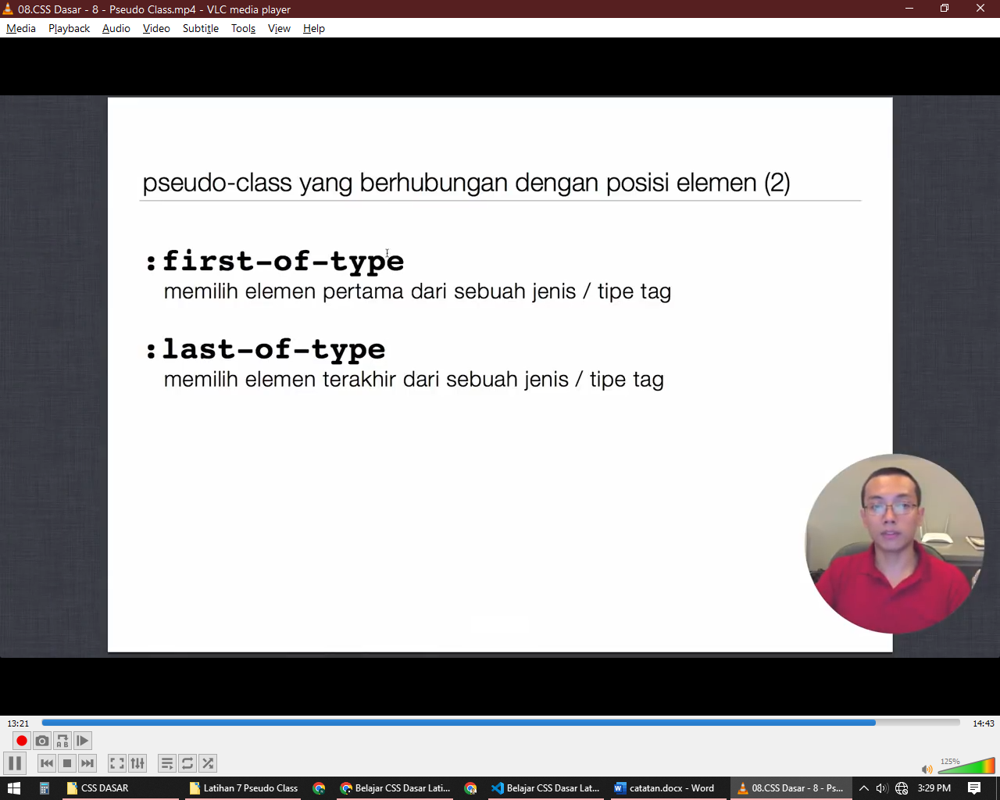 08.CSS Dasar - 8 - Pseudo Class.mp4 - VLC media player
Media Playback Audio Video Subtitle Tools View Help
pseudo-class yang berhubungan dengan posisi elemen (2)
:first-of-type
memilih elemen pertama dari sebuah jenis / tipe tag
:last-of-type
memilih elemen terakhir dari sebuah jenis / tipe tag
13:21 14:43
A B
125%
CSS DASAR Latihan 7 Pseudo Class Belajar CSS Dasar Lati... Belajar CSS Dasar Lat... catatan.docx - Word 08.CSS Dasar - 8 - Ps... 3:29 PM